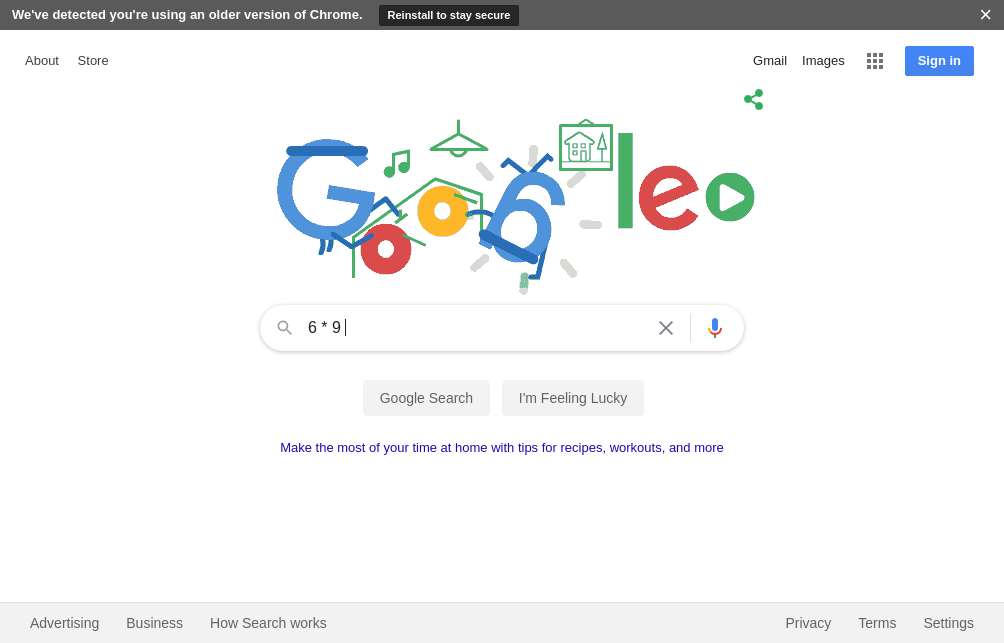 We've detected you're using an older version of Chrome. Reinstall to stay secure
About Store Gmail Images Sign in
Google
6 * 9
Google Search I'm Feeling Lucky
Make the most of your time at home with tips for recipes, workouts, and more
Advertising Business How Search works Privacy Terms Settings